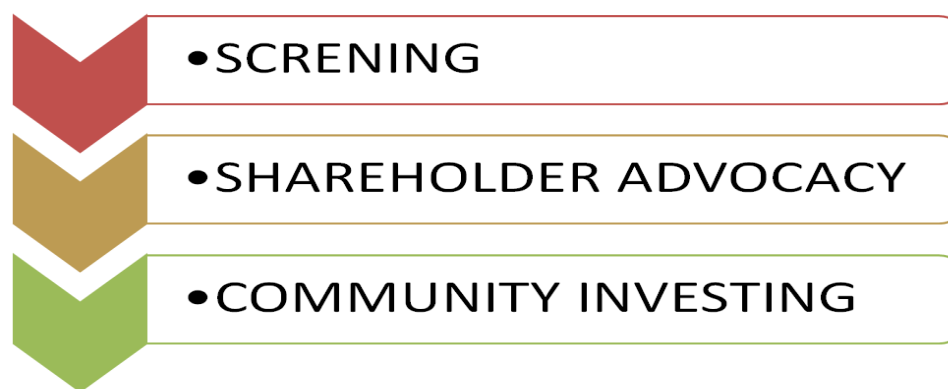 •SCRENING
•SHAREHOLDER ADVOCACY
•COMMUNITY INVESTING